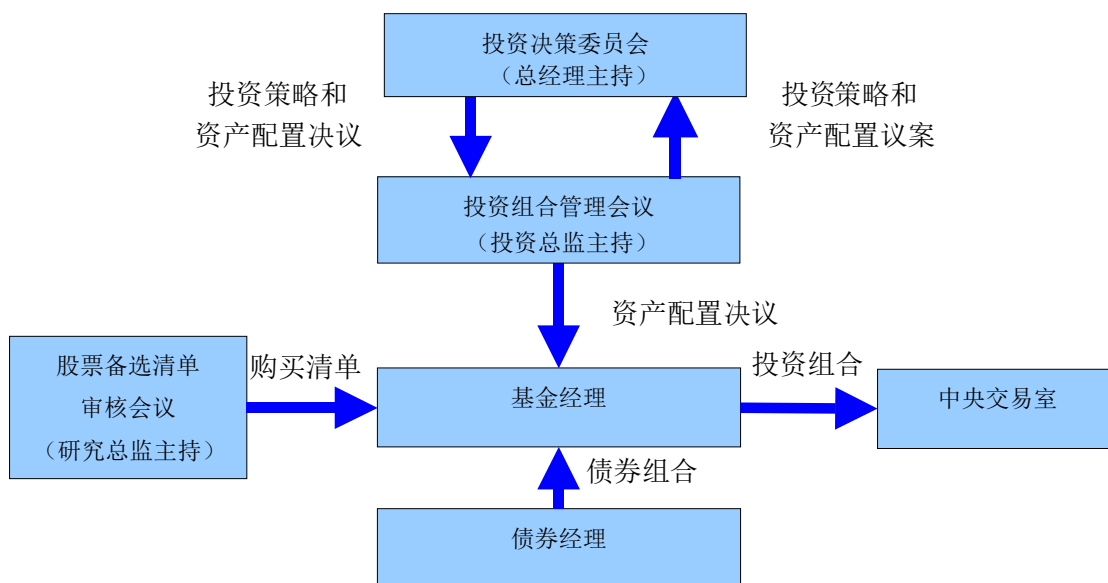 投资决策委员会
（总经理主持）
投资策略和
资产配置决议
投资策略和
资产配置议案
投资组合管理会议
（投资总监主持）
资产配置决议
股票备选清单
审核会议
（研究总监主持）
购买清单
基金经理
投资组合
中央交易室
债券组合
债券经理